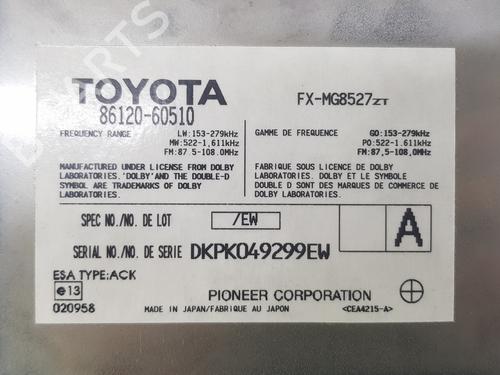 TOYOTA
86120-60510
FX-MG8527ZT
FREQUENCY RANGE LW:153-279kHz
MW:522-1,611kHz
FM:87.5-108.0MHz
GAMME DE FREQUENCE GO:153-279kHz
PO:522-1.611kHz
FM:87,5-108,0MHz
MANUFACTURED UNDER LICENSE FROM DOLBY
LABORATORIES. 'DOLBY'AND THE DOUBLE-D
SYMBOL ARE TRADEMARKS OF DOLBY
LABORATORIES.
FABRIQUE SOUS LICENCE DE DOLBY
LABORATORIES. DOLBY ET LE SYMBOLE
DOUBLE D SONT DES MARQUES DE COMMERCE DE
DOLBY LABORATORIES.
SPEC NO./NO DE LOT /EW
A
SERIAL NO./NO DE SERIE DKPK049299EW
ESA TYPE:ACK
e13
020958
PIONEER CORPORATION
MADE IN JAPAN/FABRIQUE AU JAPON
<CEA4215-A>